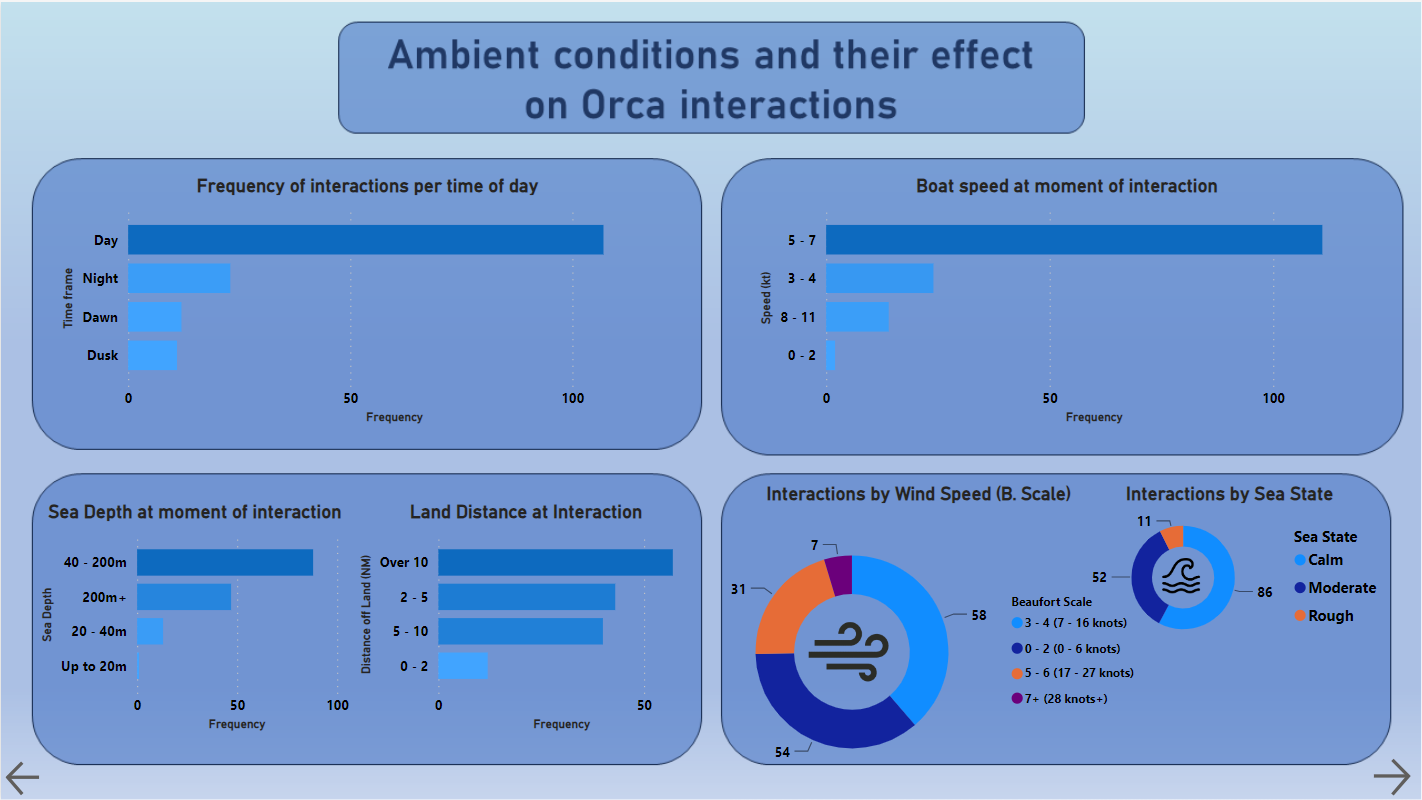 Ambient conditions and their effect
on Orca interactions
Frequency of interactions per time of day
Time frame
Day
Night
Dawn
Dusk
0 50 100
Frequency
Boat speed at moment of interaction
Speed (kt)
5 - 7
3 - 4
8 - 11
0 - 2
0 50 100
Frequency
Sea Depth at moment of interaction
Sea Depth
40 - 200m
200m+
20 - 40m
Up to 20m
0 50 100
Frequency
Land Distance at Interaction
Distance off Land (NM)
Over 10
2 - 5
5 - 10
0 - 2
0 50
Frequency
Interactions by Wind Speed (B. Scale)
7
31
58
54
Beaufort Scale
3 - 4 (7 - 16 knots)
0 - 2 (0 - 6 knots)
5 - 6 (17 - 27 knots)
7+ (28 knots+)
Interactions by Sea State
11
52
86
Sea State
Calm
Moderate
Rough